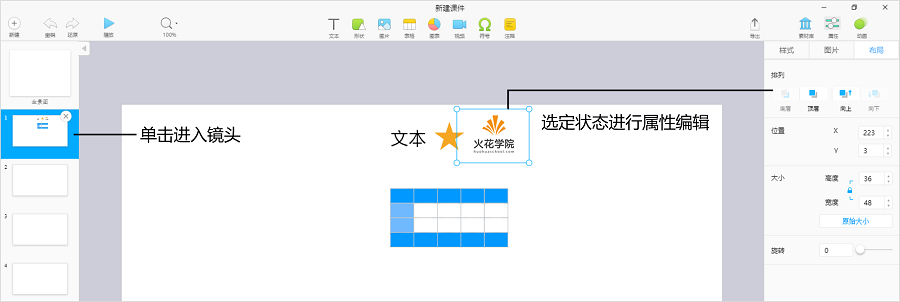 新建课件
新建
撤销
还原
播放
100%
文本
形状
图片
表格
图表
视频
符号
注释
导出
素材库
属性
动画
样式
图片
布局
全景图
1
2
3
4
单击进入镜头
文本
火花学院
huohuaschool.com
选定状态进行属性编辑
排列
底层
顶层
向上
向下
位置
X
223
Y
3
大小
高度
36
宽度
48
原始大小
旋转
0